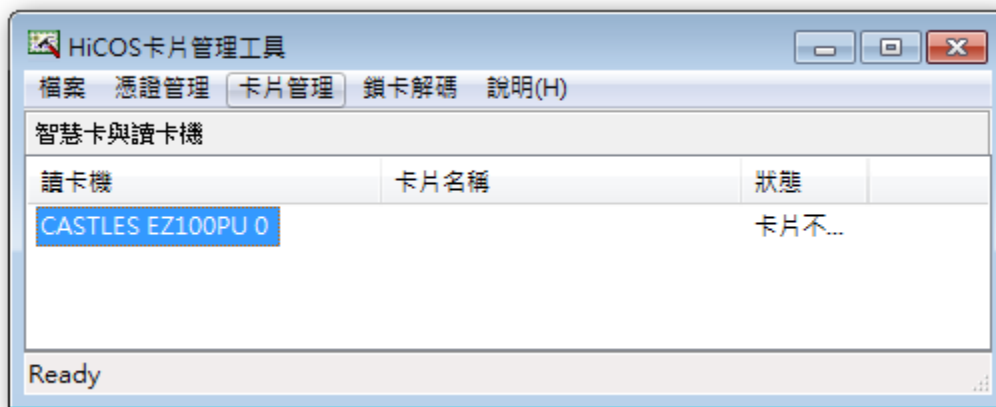 HiCOS卡片管理工具
檔案 憑證管理 卡片管理 鎖卡解碼 說明(H)
智慧卡與讀卡機
讀卡機 卡片名稱 狀態
CASTLES EZ100PU 0 卡片不...
Ready